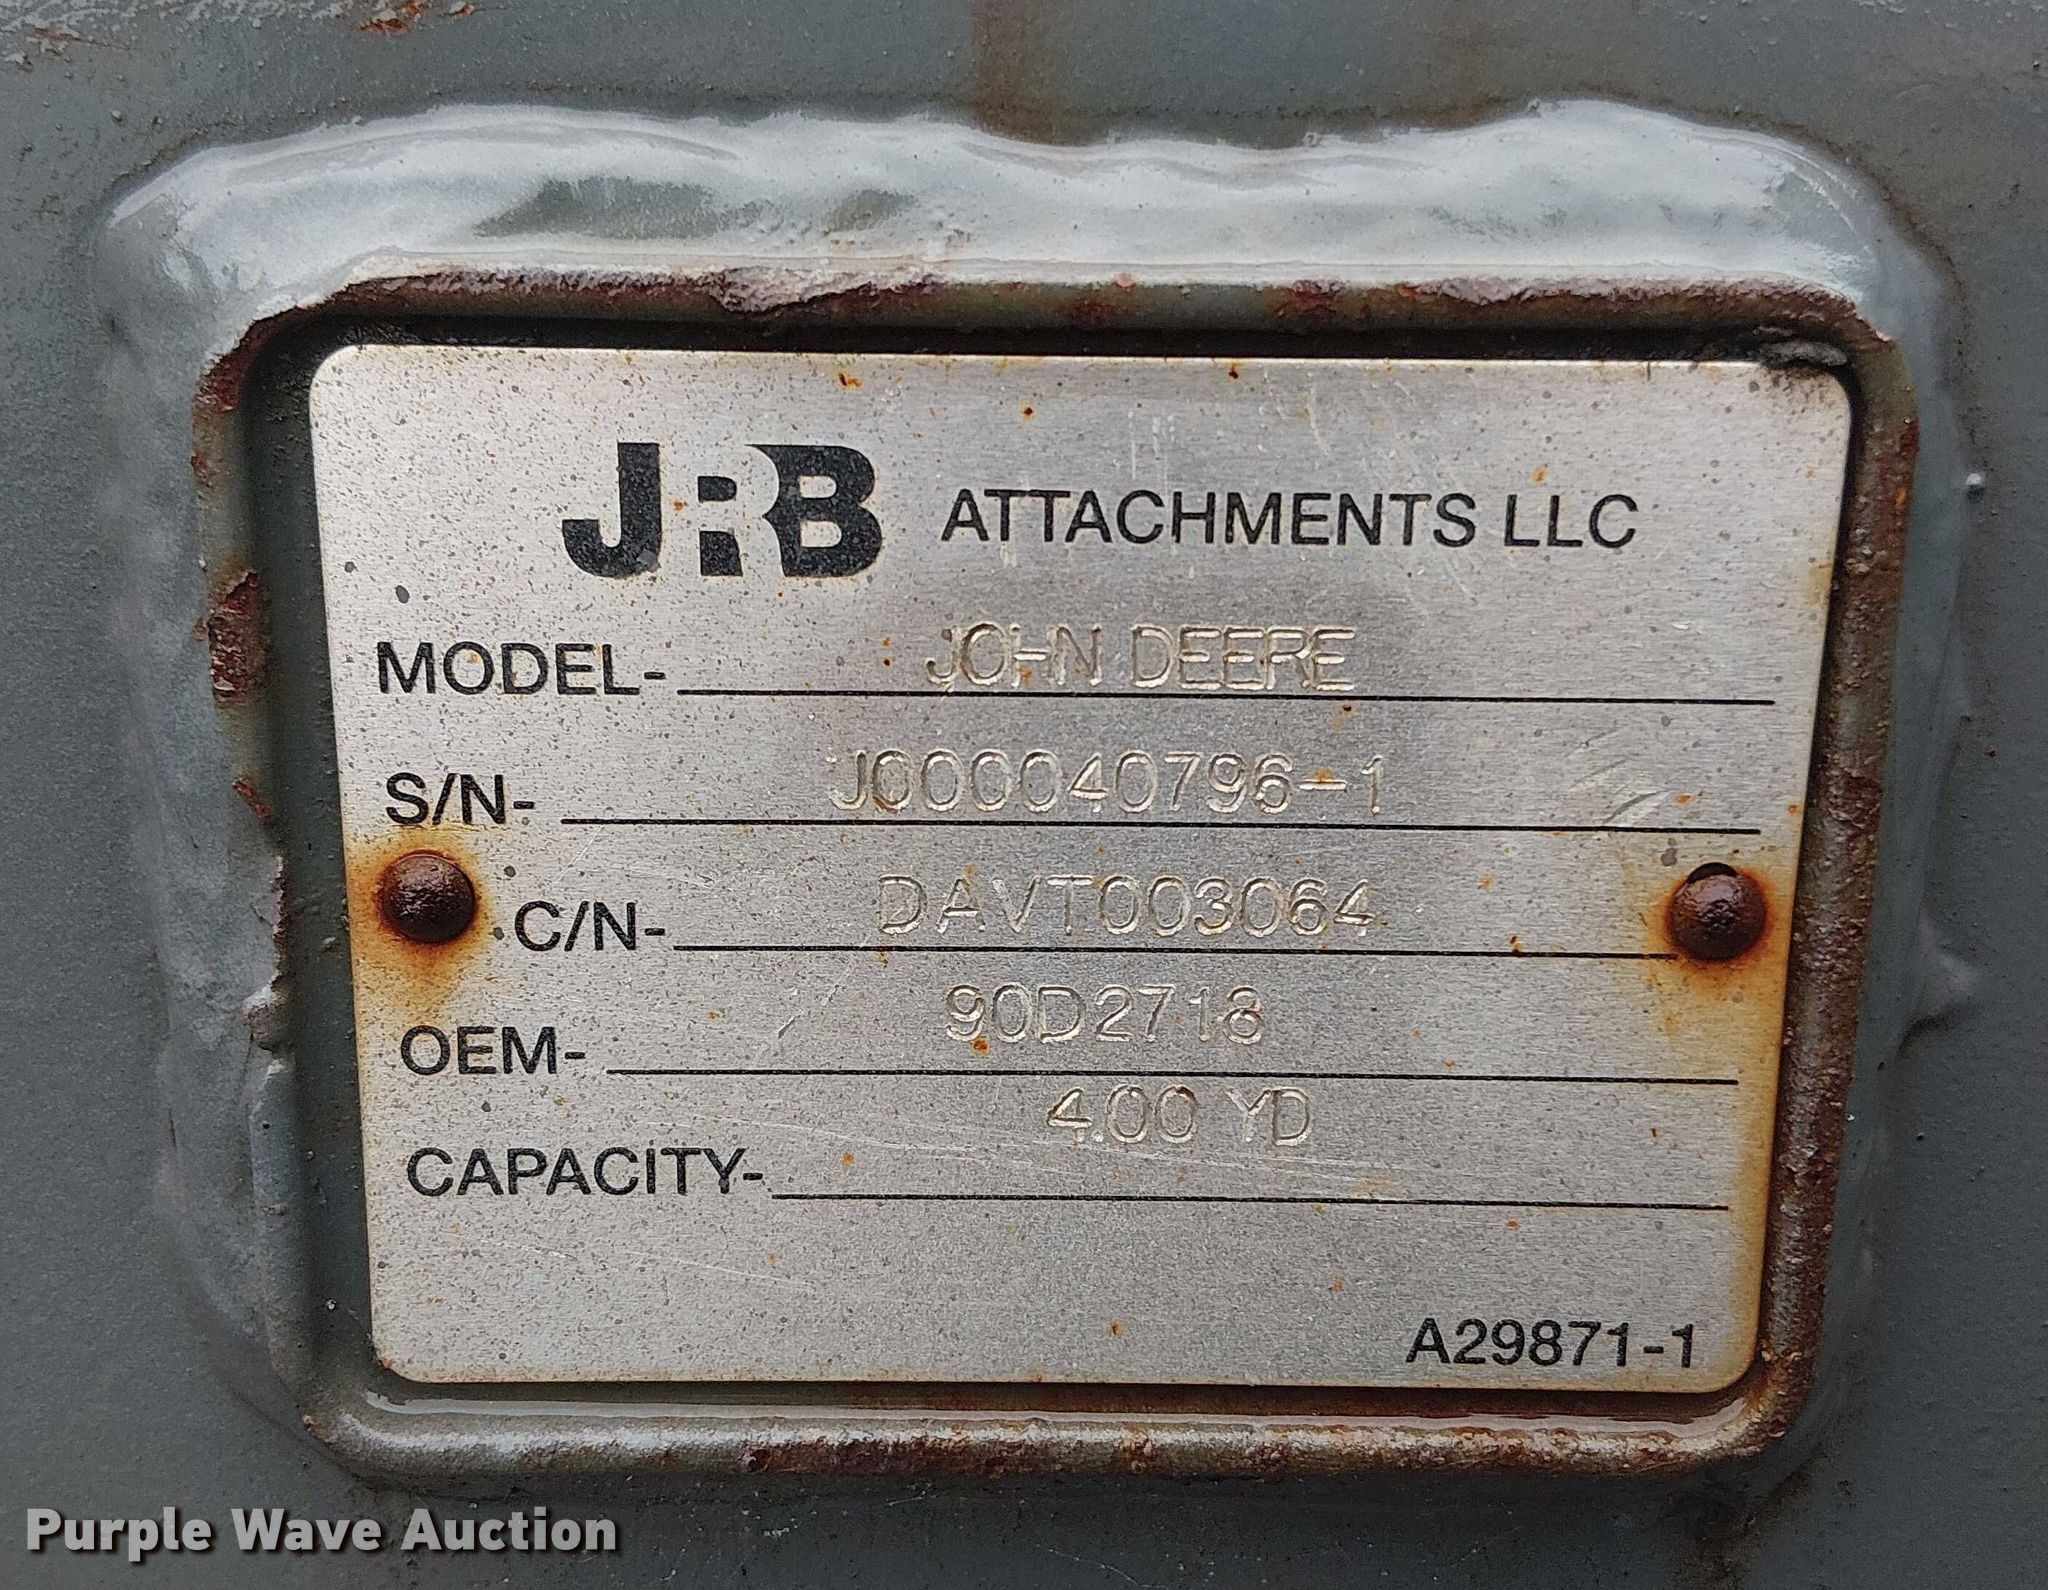 JRB ATTACHMENTS LLC
MODEL- JOHN DEERE
S/N- J000040796-1
C/N- DAVT003064
OEM- 90D2718
CAPACITY- 4.00 YD
A29871-1
Purple Wave Auction